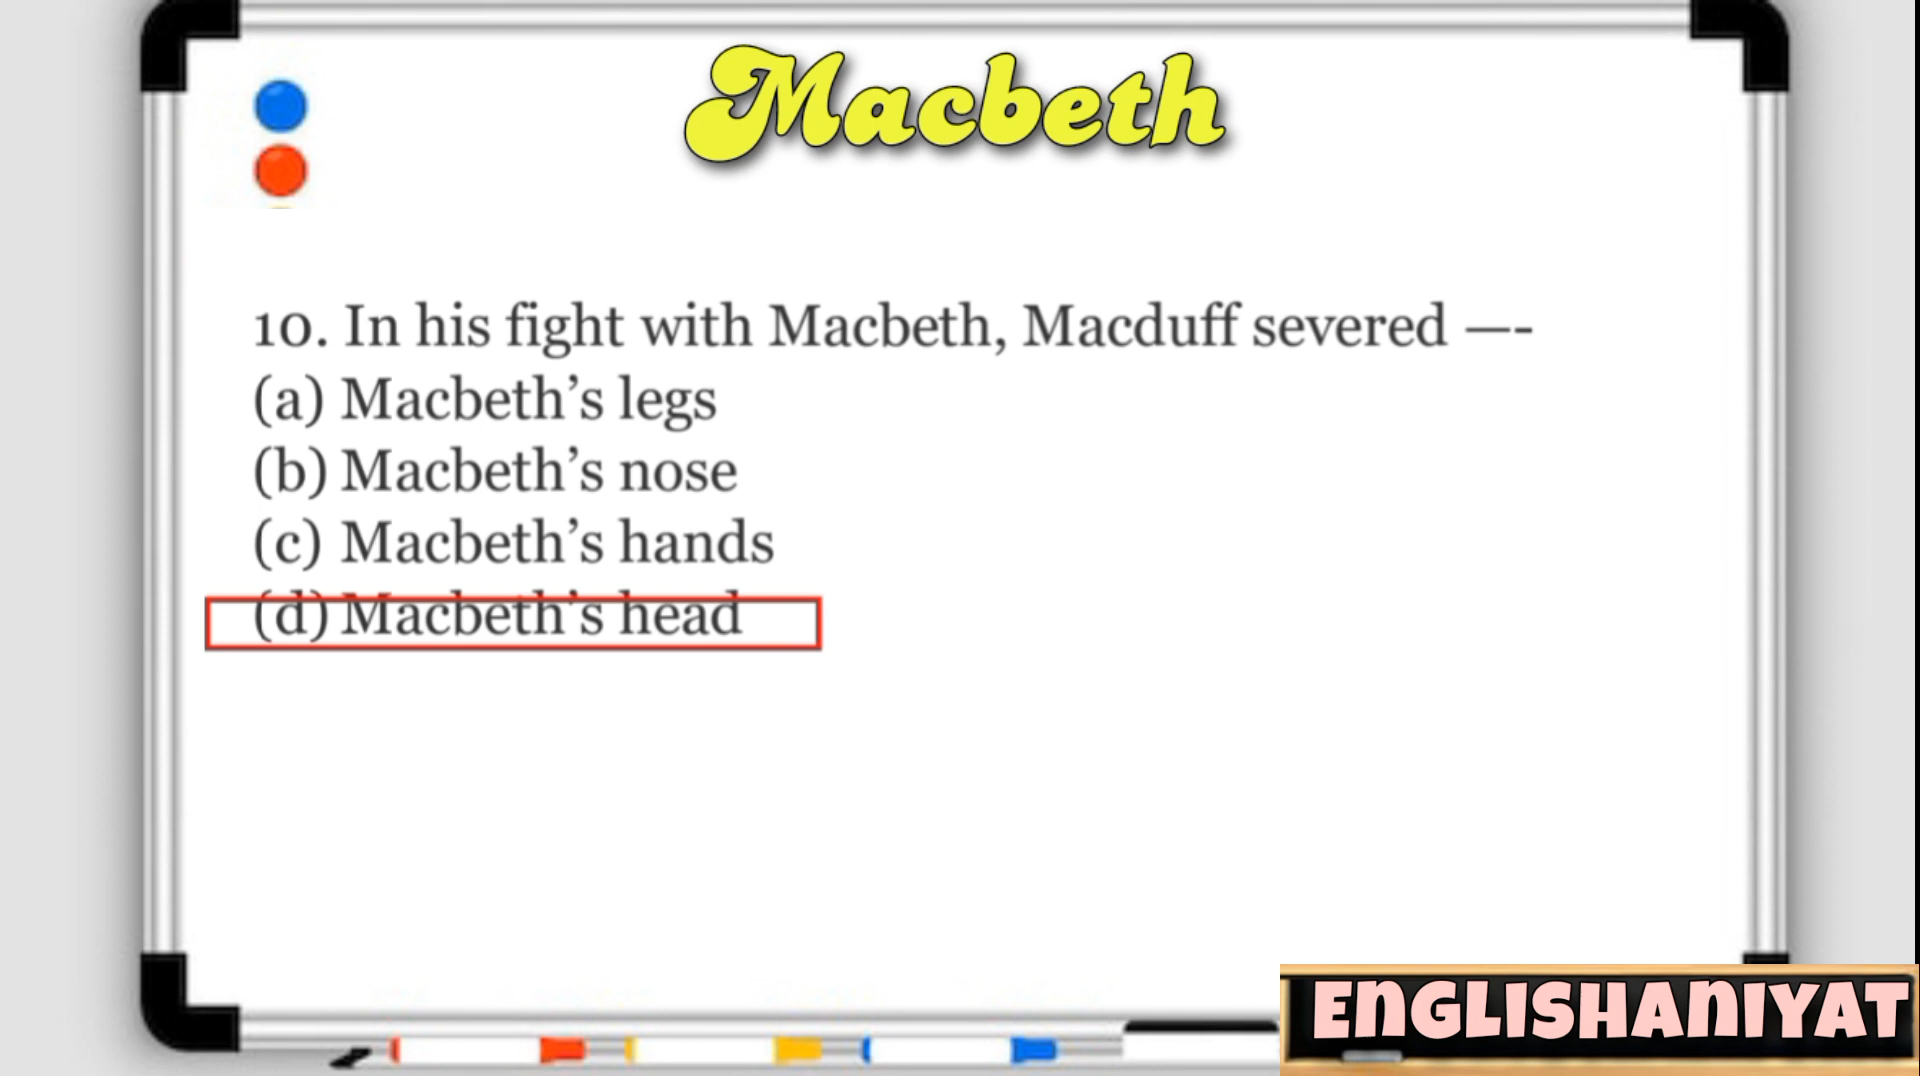 Macbeth
10. In his fight with Macbeth, Macduff severed —-
(a) Macbeth’s legs
(b) Macbeth’s nose
(c) Macbeth’s hands
(d) Macbeth’s head
ENGLISHANIYAT